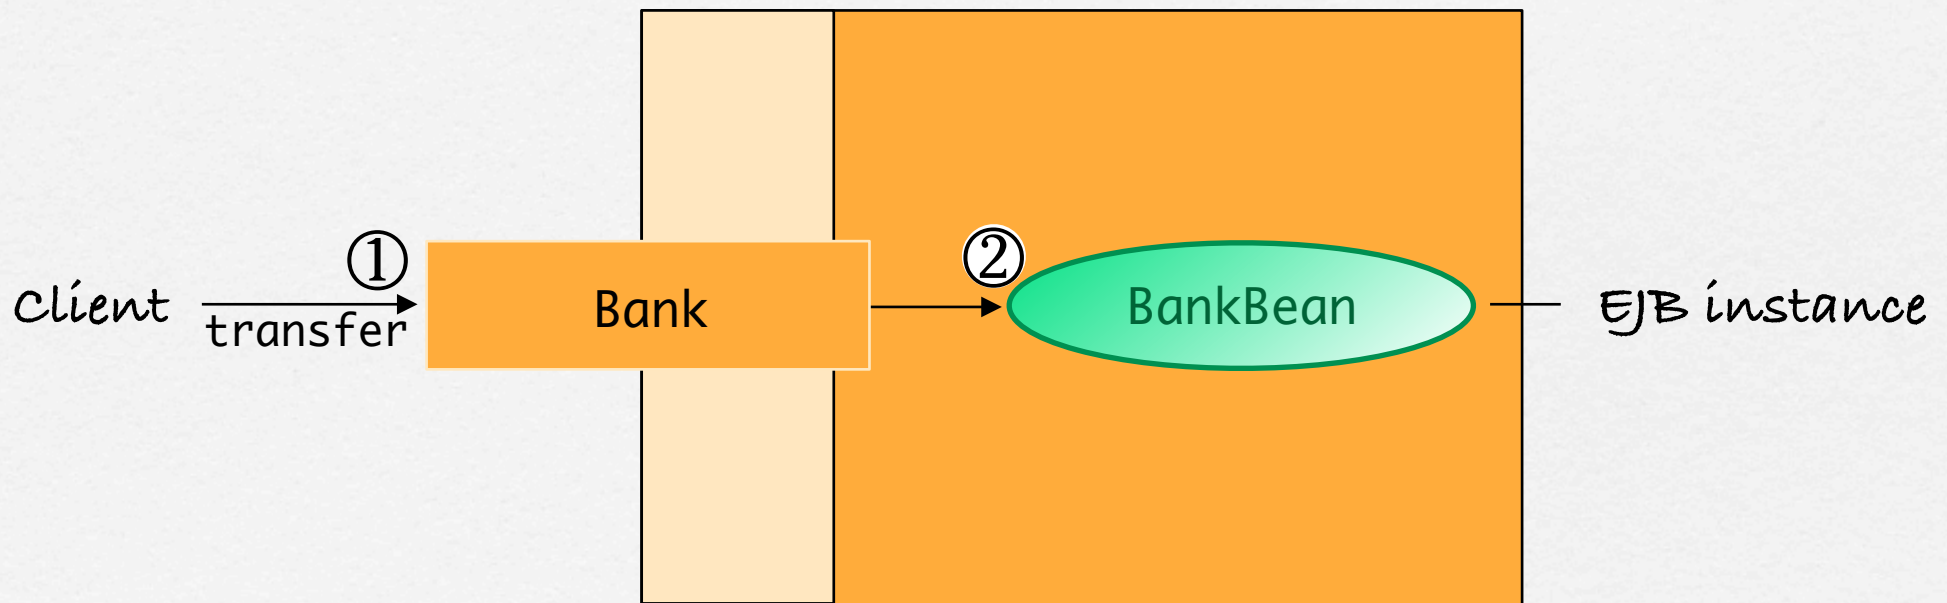 ①
Client
transfer
Bank
②
BankBean
EJB instance